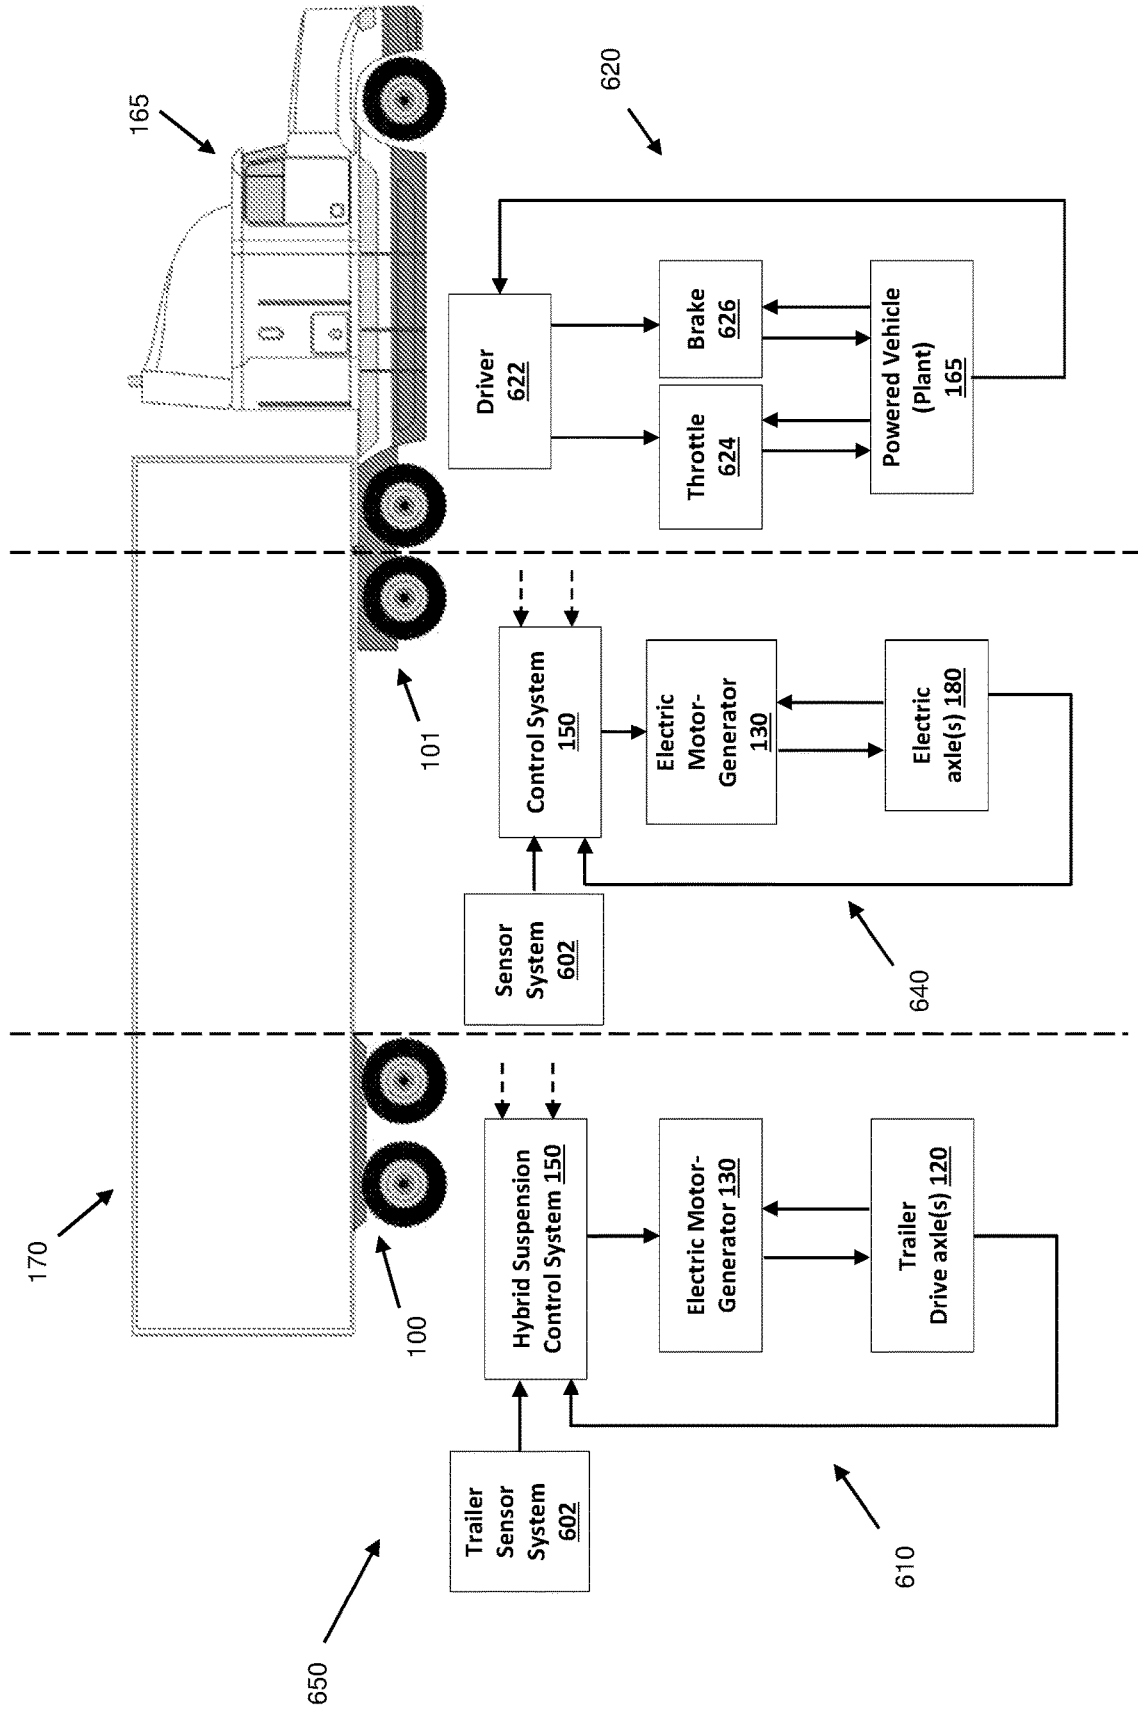 170
165
100
101
650
Trailer
Sensor
System
602
Hybrid Suspension
Control System 150
Electric Motor-
Generator 130
Trailer
Drive axle(s) 120
610
Sensor
System
602
Control System
150
Electric
Motor-
Generator
130
Electric
axle(s) 180
640
Driver
622
Throttle
624
Brake
626
Powered Vehicle
(Plant)
165
620